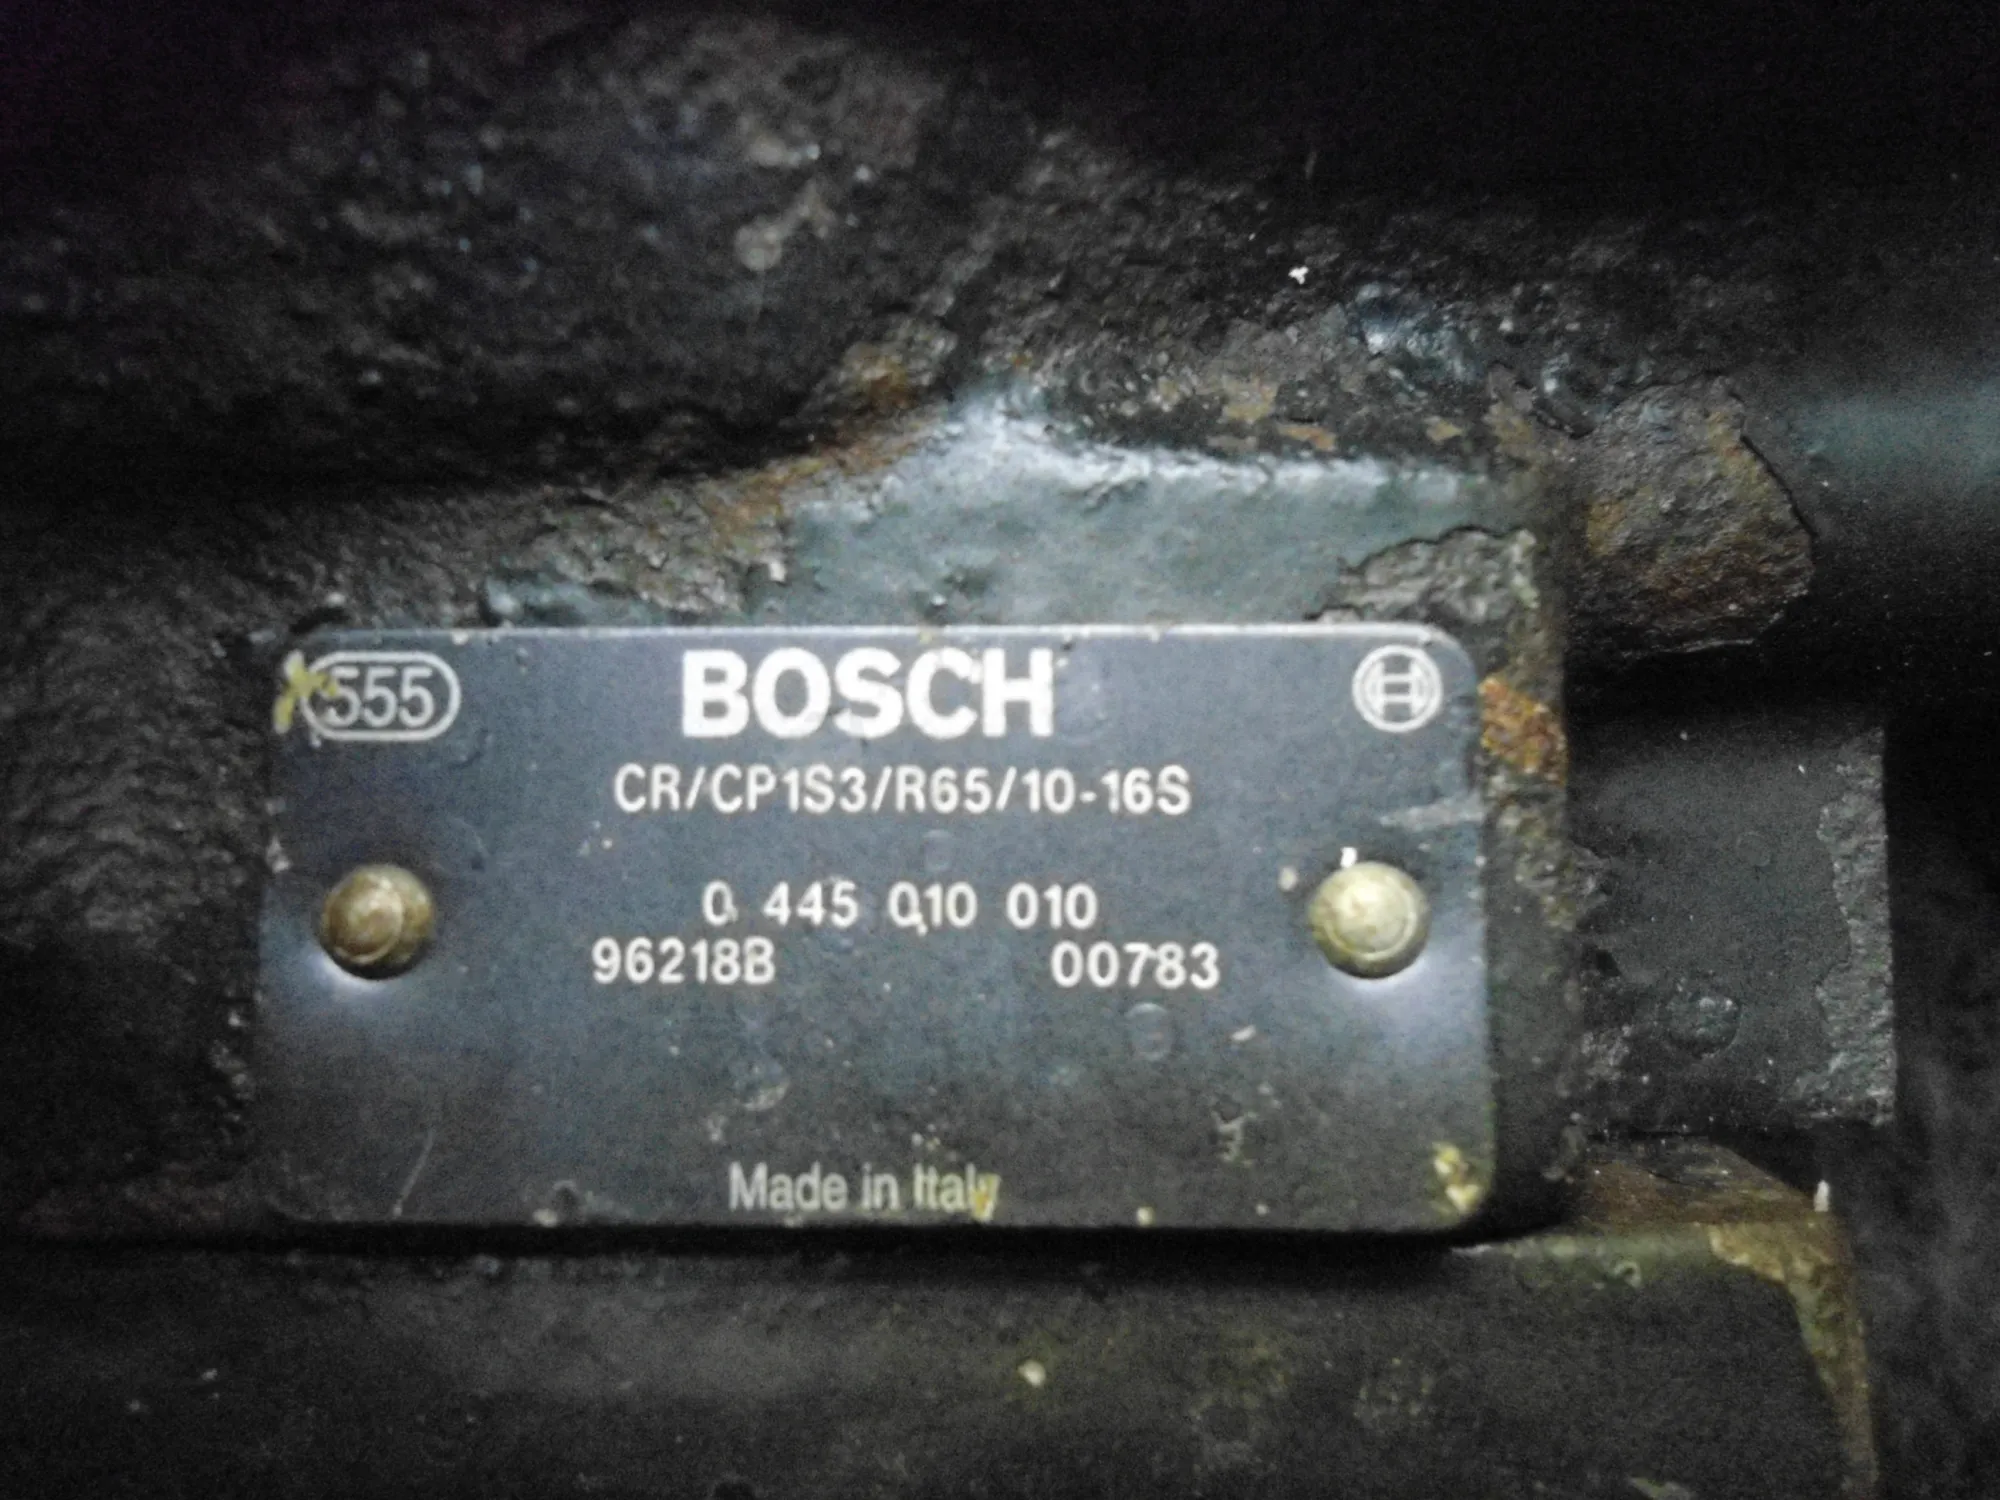 555 BOSCH
CR/CP1S3/R65/10-16S
0 445 010 010
96218B 00783
Made in Italy